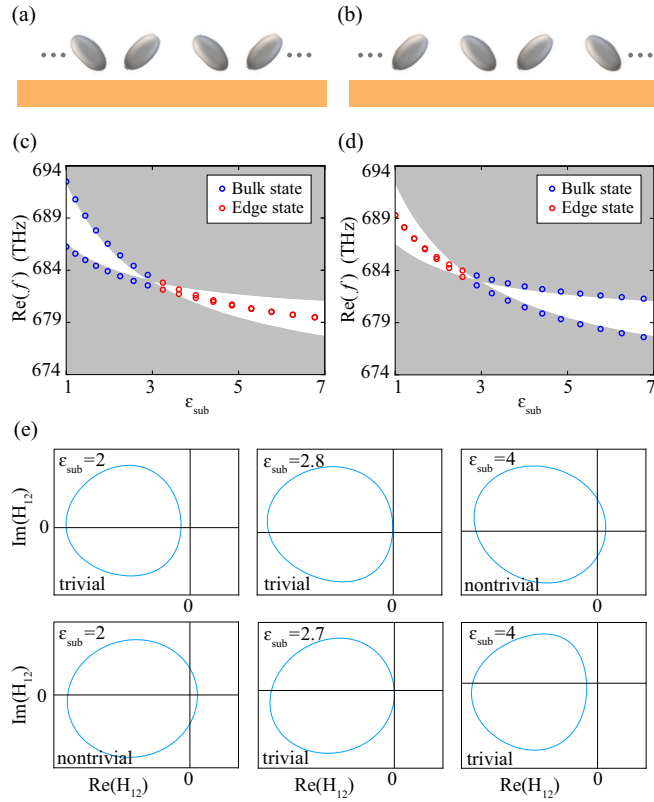 (a)
(b)
(c)
(d)
694
689
684
679
674
Re(f) (THz)
Bulk state
Edge state
1
3
5
7
ε_sub
694
689
684
679
674
Re(f) (THz)
Bulk state
Edge state
1
3
5
7
ε_sub
(e)
ε_sub=2
ε_sub=2.8
ε_sub=4
Im(H_12)
0
trivial
trivial
nontrivial
0
0
0
ε_sub=2
ε_sub=2.7
ε_sub=4
Im(H_12)
0
nontrivial
trivial
trivial
0
0
0
Re(H_12)
Re(H_12)
Re(H_12)